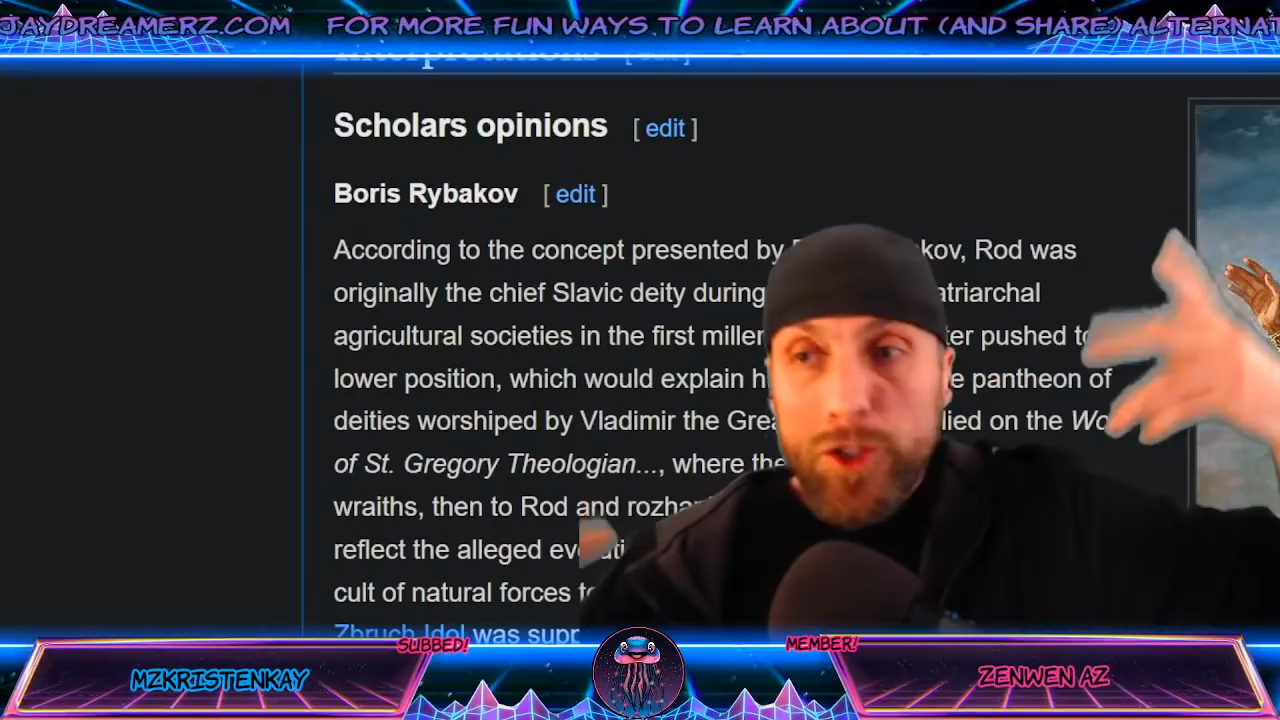 JAYDREAMERZ.COM FOR MORE FUN WAYS TO LEARN ABOUT (AND SHARE) ALTERNAT
Interpretations [ edit ]
Scholars opinions [ edit ]
Boris Rybakov [ edit ]
According to the concept presented by kov, Rod was
originally the chief Slavic deity during atriarchal
agricultural societies in the first miller ter pushed to
lower position, which would explain h e pantheon of
deities worshiped by Vladimir the Grea lied on the Wo
of St. Gregory Theologian..., where the
wraiths, then to Rod and rozha
reflect the alleged
cult of natural forces t
Zbruch Idol was supp
SUBBED!
MZKRISTENKAY
MEMBER!
ZENWEN AZ